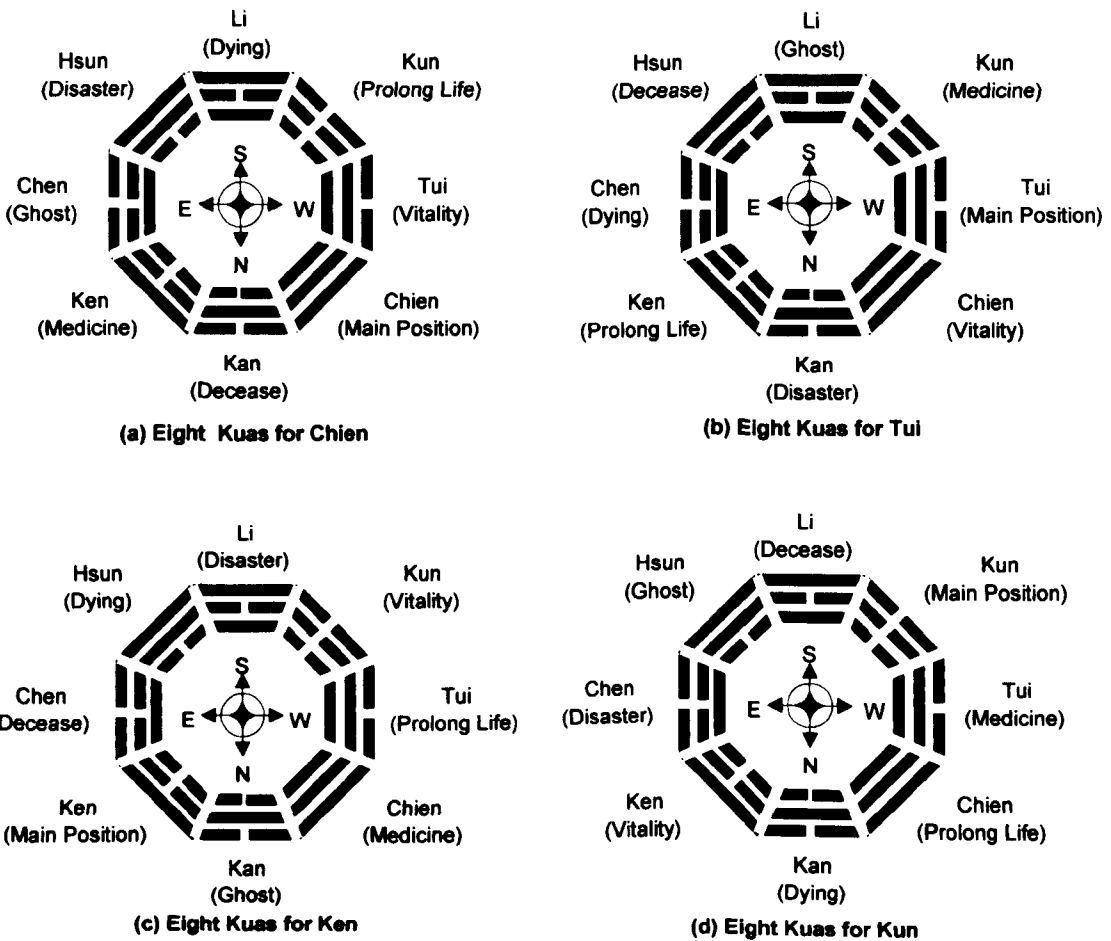 Li
(Dying)
Hsun
(Disaster)
Kun
(Prolong Life)
Chen
(Ghost)
S
E
W
N
Tui
(Vitality)
Ken
(Medicine)
Chien
(Main Position)
Kan
(Decease)
(a) Eight Kuas for Chien
Li
(Ghost)
Hsun
(Decease)
Kun
(Medicine)
Chen
(Dying)
S
E
W
N
Tui
(Main Position)
Ken
(Prolong Life)
Chien
(Vitality)
Kan
(Disaster)
(b) Eight Kuas for Tui
Li
(Disaster)
Hsun
(Dying)
Kun
(Vitality)
Chen
Decease)
S
E
W
N
Tui
(Prolong Life)
Ken
(Main Position)
Chien
(Medicine)
Kan
(Ghost)
(c) Eight Kuas for Ken
Li
(Decease)
Hsun
(Ghost)
Kun
(Main Position)
Chen
(Disaster)
S
E
W
N
Tui
(Medicine)
Ken
(Vitality)
Chien
(Prolong Life)
Kan
(Dying)
(d) Eight Kuas for Kun